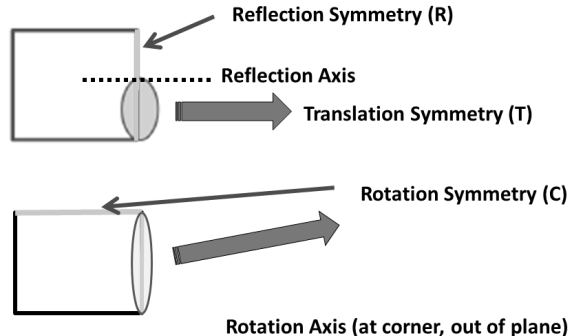 Reflection Symmetry (R)
Reflection Axis
Translation Symmetry (T)
Rotation Symmetry (C)
Rotation Axis (at corner, out of plane)